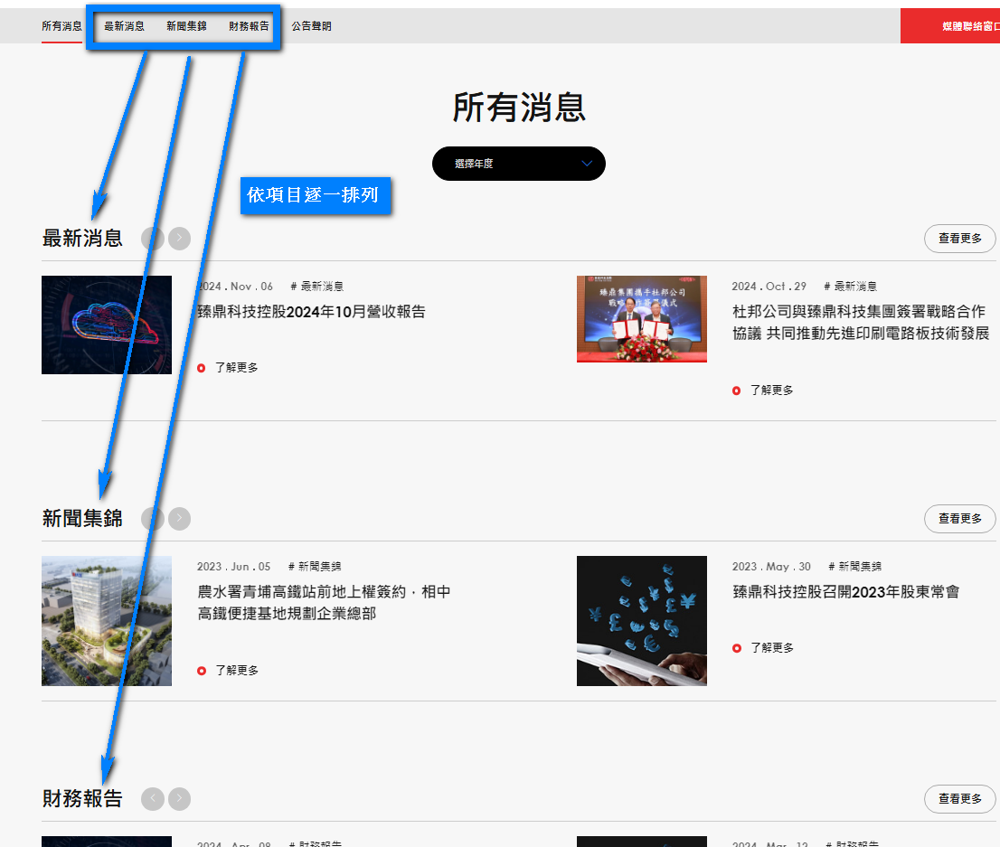 所有消息 最新消息 新聞集錦 財務報告 公告聲明 媒體聯絡窗口
所有消息
選擇年度
依項目逐一排列
最新消息 查看更多
2024 . Nov . 06 # 最新消息
臻鼎科技控股2024年10月營收報告
了解更多
臻鼎集團攜手杜邦公司
2024 . Oct . 29 # 最新消息
杜邦公司與臻鼎科技集團簽署戰略合作
協議 共同推動先進印刷電路板技術發展
了解更多
新聞集錦 查看更多
2023 . Jun . 05 # 新聞集錦
農水署青埔高鐵站前地上權簽約，相中
高鐵便捷基地規劃企業總部
了解更多
2023 . May . 30 # 新聞集錦
臻鼎科技控股召開2023年股東常會
了解更多
財務報告 查看更多
2024 . Apr . 08 # 財務報告
2024 . Mar . 12 # 財務報告